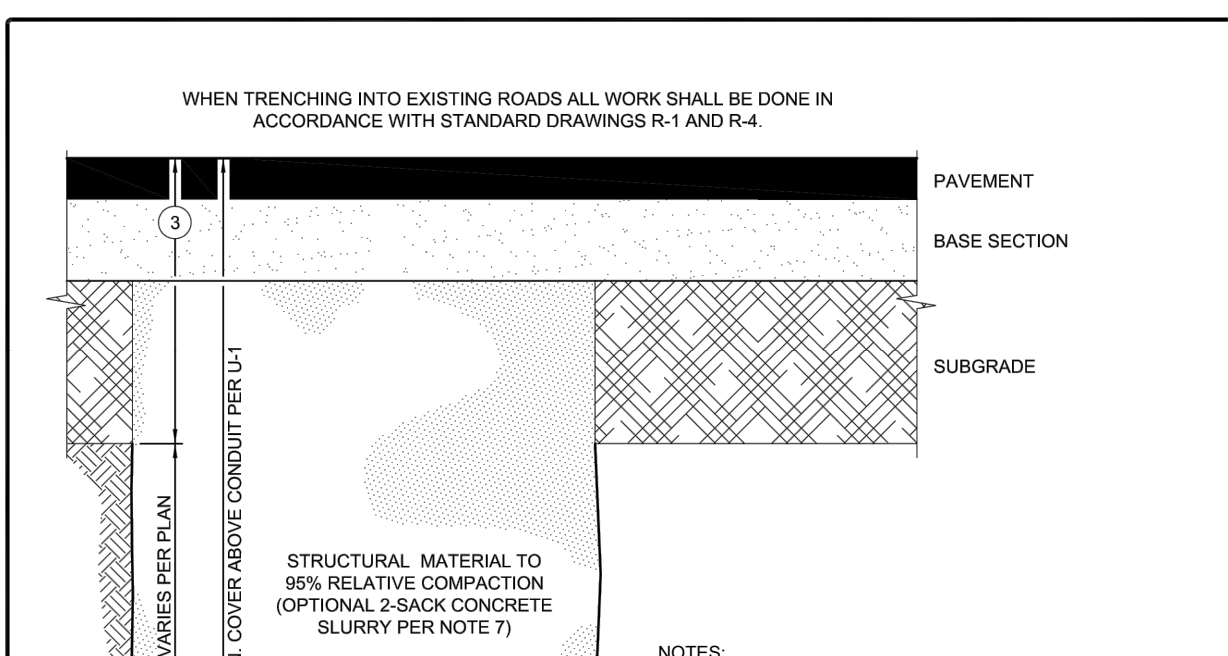 WHEN TRENCHING INTO EXISTING ROADS ALL WORK SHALL BE DONE IN
ACCORDANCE WITH STANDARD DRAWINGS R-1 AND R-4.
PAVEMENT
3
BASE SECTION
SUBGRADE
COVER ABOVE CONDUIT PER U-1
VARIES PER PLAN
STRUCTURAL MATERIAL TO
95% RELATIVE COMPACTION
(OPTIONAL 2-SACK CONCRETE
SLURRY PER NOTE 7)
NOTES: